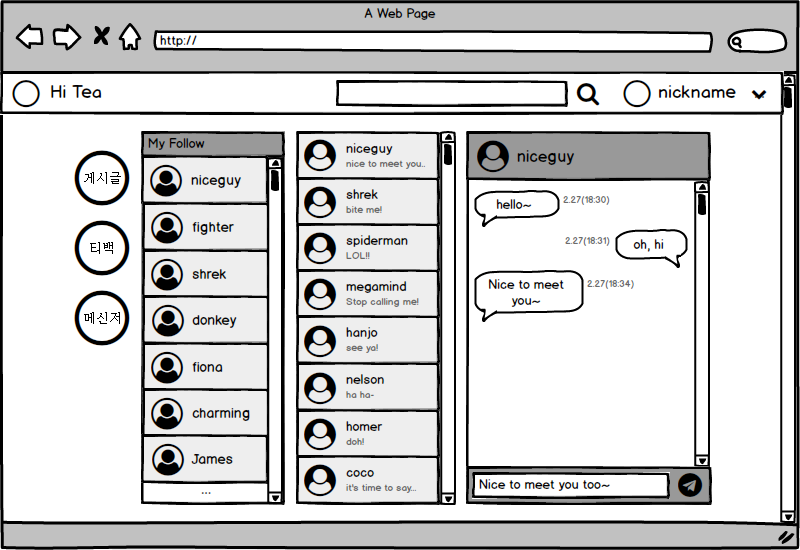 A Web Page
http://
Hi Tea
nickname
게시글
티백
메신저
My Follow
niceguy
fighter
shrek
donkey
fiona
charming
James
...
niceguy
nice to meet you..
shrek
bite me!
spiderman
LOL!!
megamind
Stop calling me!
hanjo
see ya!
nelson
ha ha~
homer
doh!
coco
it's time to say...
niceguy
hello~ 2.27(18:30)
2.27(18:31) oh, hi
Nice to meet 2.27(18:34)
you~
Nice to meet you too~